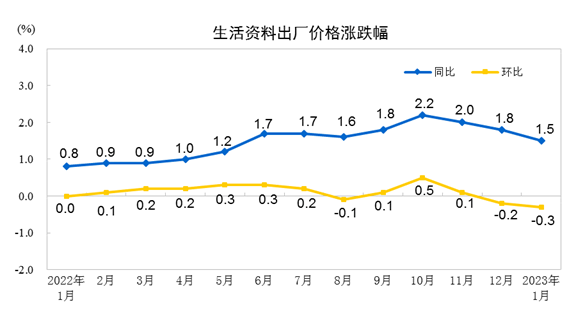 生活资料出厂价格涨跌幅
(%)
4.0
3.0
2.0
1.0
0.0
-1.0
-2.0
同比
环比
0.8
0.9
0.9
1.0
1.2
1.7
1.7
1.6
1.8
2.2
2.0
1.8
1.5
0.0
0.1
0.2
0.2
0.3
0.3
0.2
-0.1
0.1
0.5
0.1
-0.2
-0.3
2022年
1月
2月
3月
4月
5月
6月
7月
8月
9月
10月
11月
12月
2023年
1月